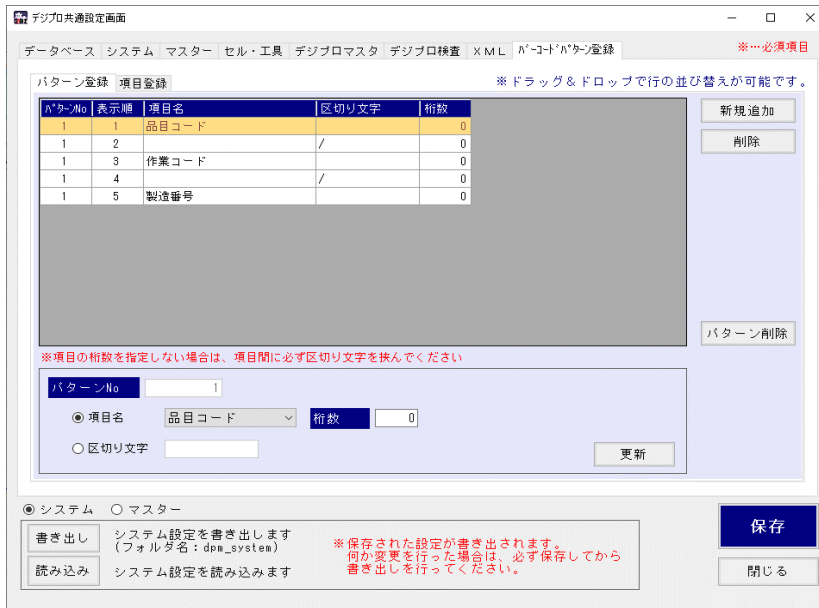 デジプロ共通設定画面
データベース システム マスター セル・工具 デジプロマスタ デジプロ検査 XML バーコードパターン登録 ※…必須項目
パターン登録 項目登録 ※ドラッグ&ドロップで行の並び替えが可能です。
パターンNo 表示順 項目名 区切り文字 桁数
1 1 品目コード 0
1 2 / 0
1 3 作業コード 0
1 4 / 0
1 5 製造番号 0
新規追加
削除
パターン削除
※項目の桁数を指定しない場合は、項目間に必ず区切り文字を挟んでください
パターンNo 1
項目名 品目コード 桁数 0
区切り文字
更新
システム マスター
書き出し システム設定を書き出します
(フォルダ名:dpm_system)
読み込み システム設定を読み込みます
※保存された設定が書き出されます。
何か変更を行った場合は、必ず保存してから
書き出しを行ってください。
保存
閉じる